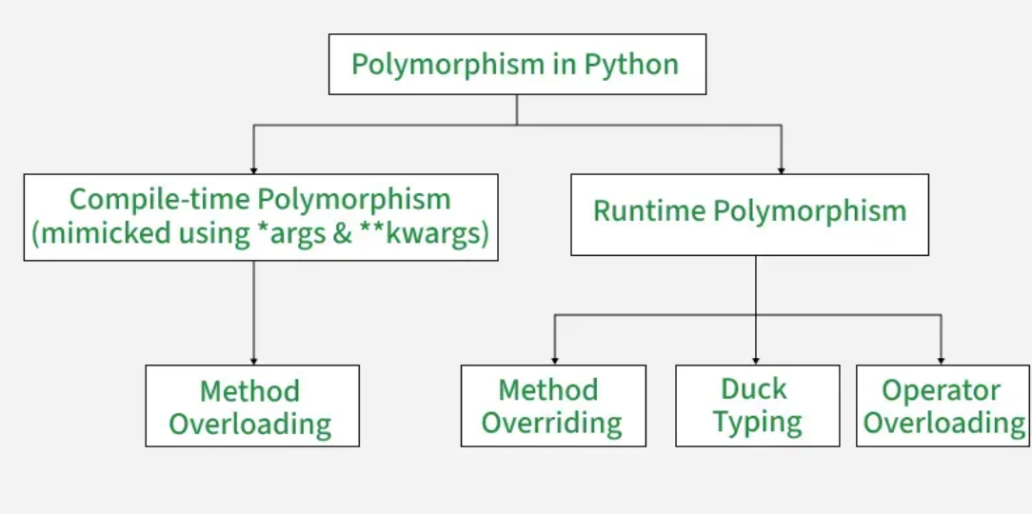 Polymorphism in Python
Compile-time Polymorphism
(mimicked using *args & **kwargs)
Runtime Polymorphism
Method
Overloading
Method
Overriding
Duck
Typing
Operator
Overloading